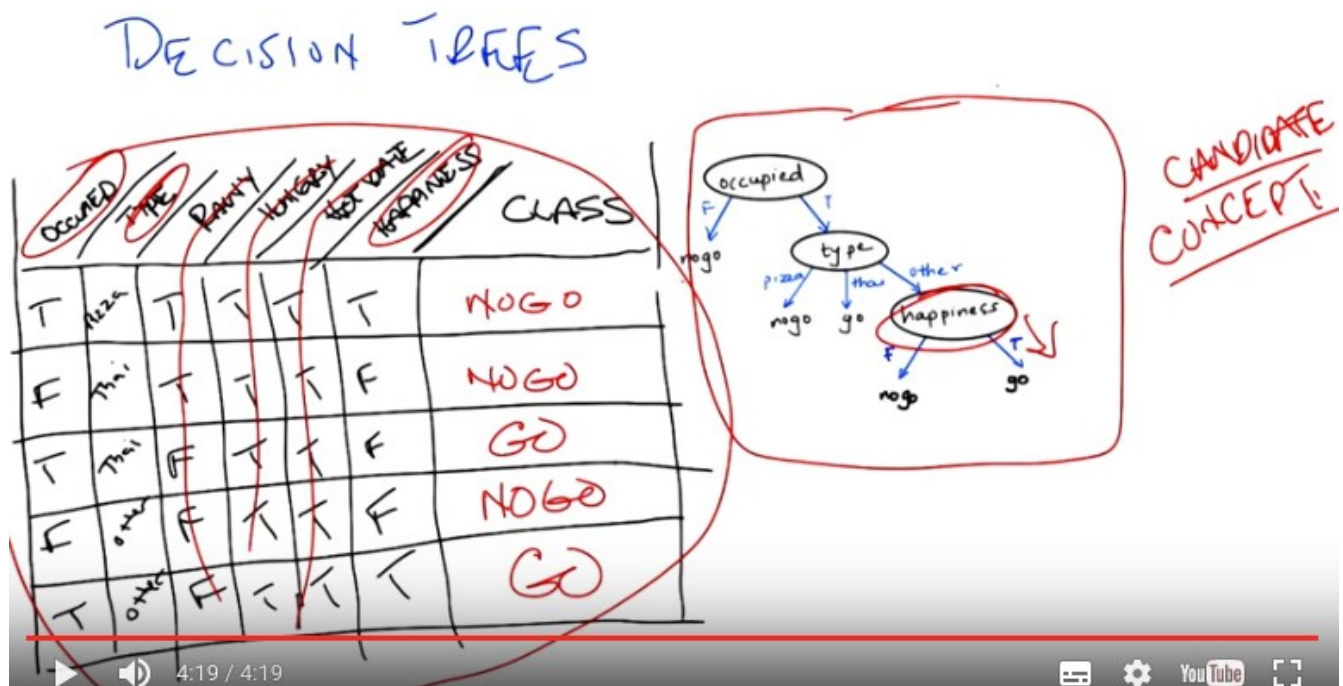 DECISION TREES
OCCUPIED TYPE RAINY HUNGRY HOT DATE HAPPINESS CLASS
T Pizza T T T T NOGO
F Thai T T T F NOGO
T Thai F T T F GO
F Other F T T F NOGO
T Other F T T T GO
occupied
F T
nogo type
pizza thai other
nogo go happiness
F T
nogo go
CANDIDATE
CONCEPT.
4:19 / 4:19
YouTube